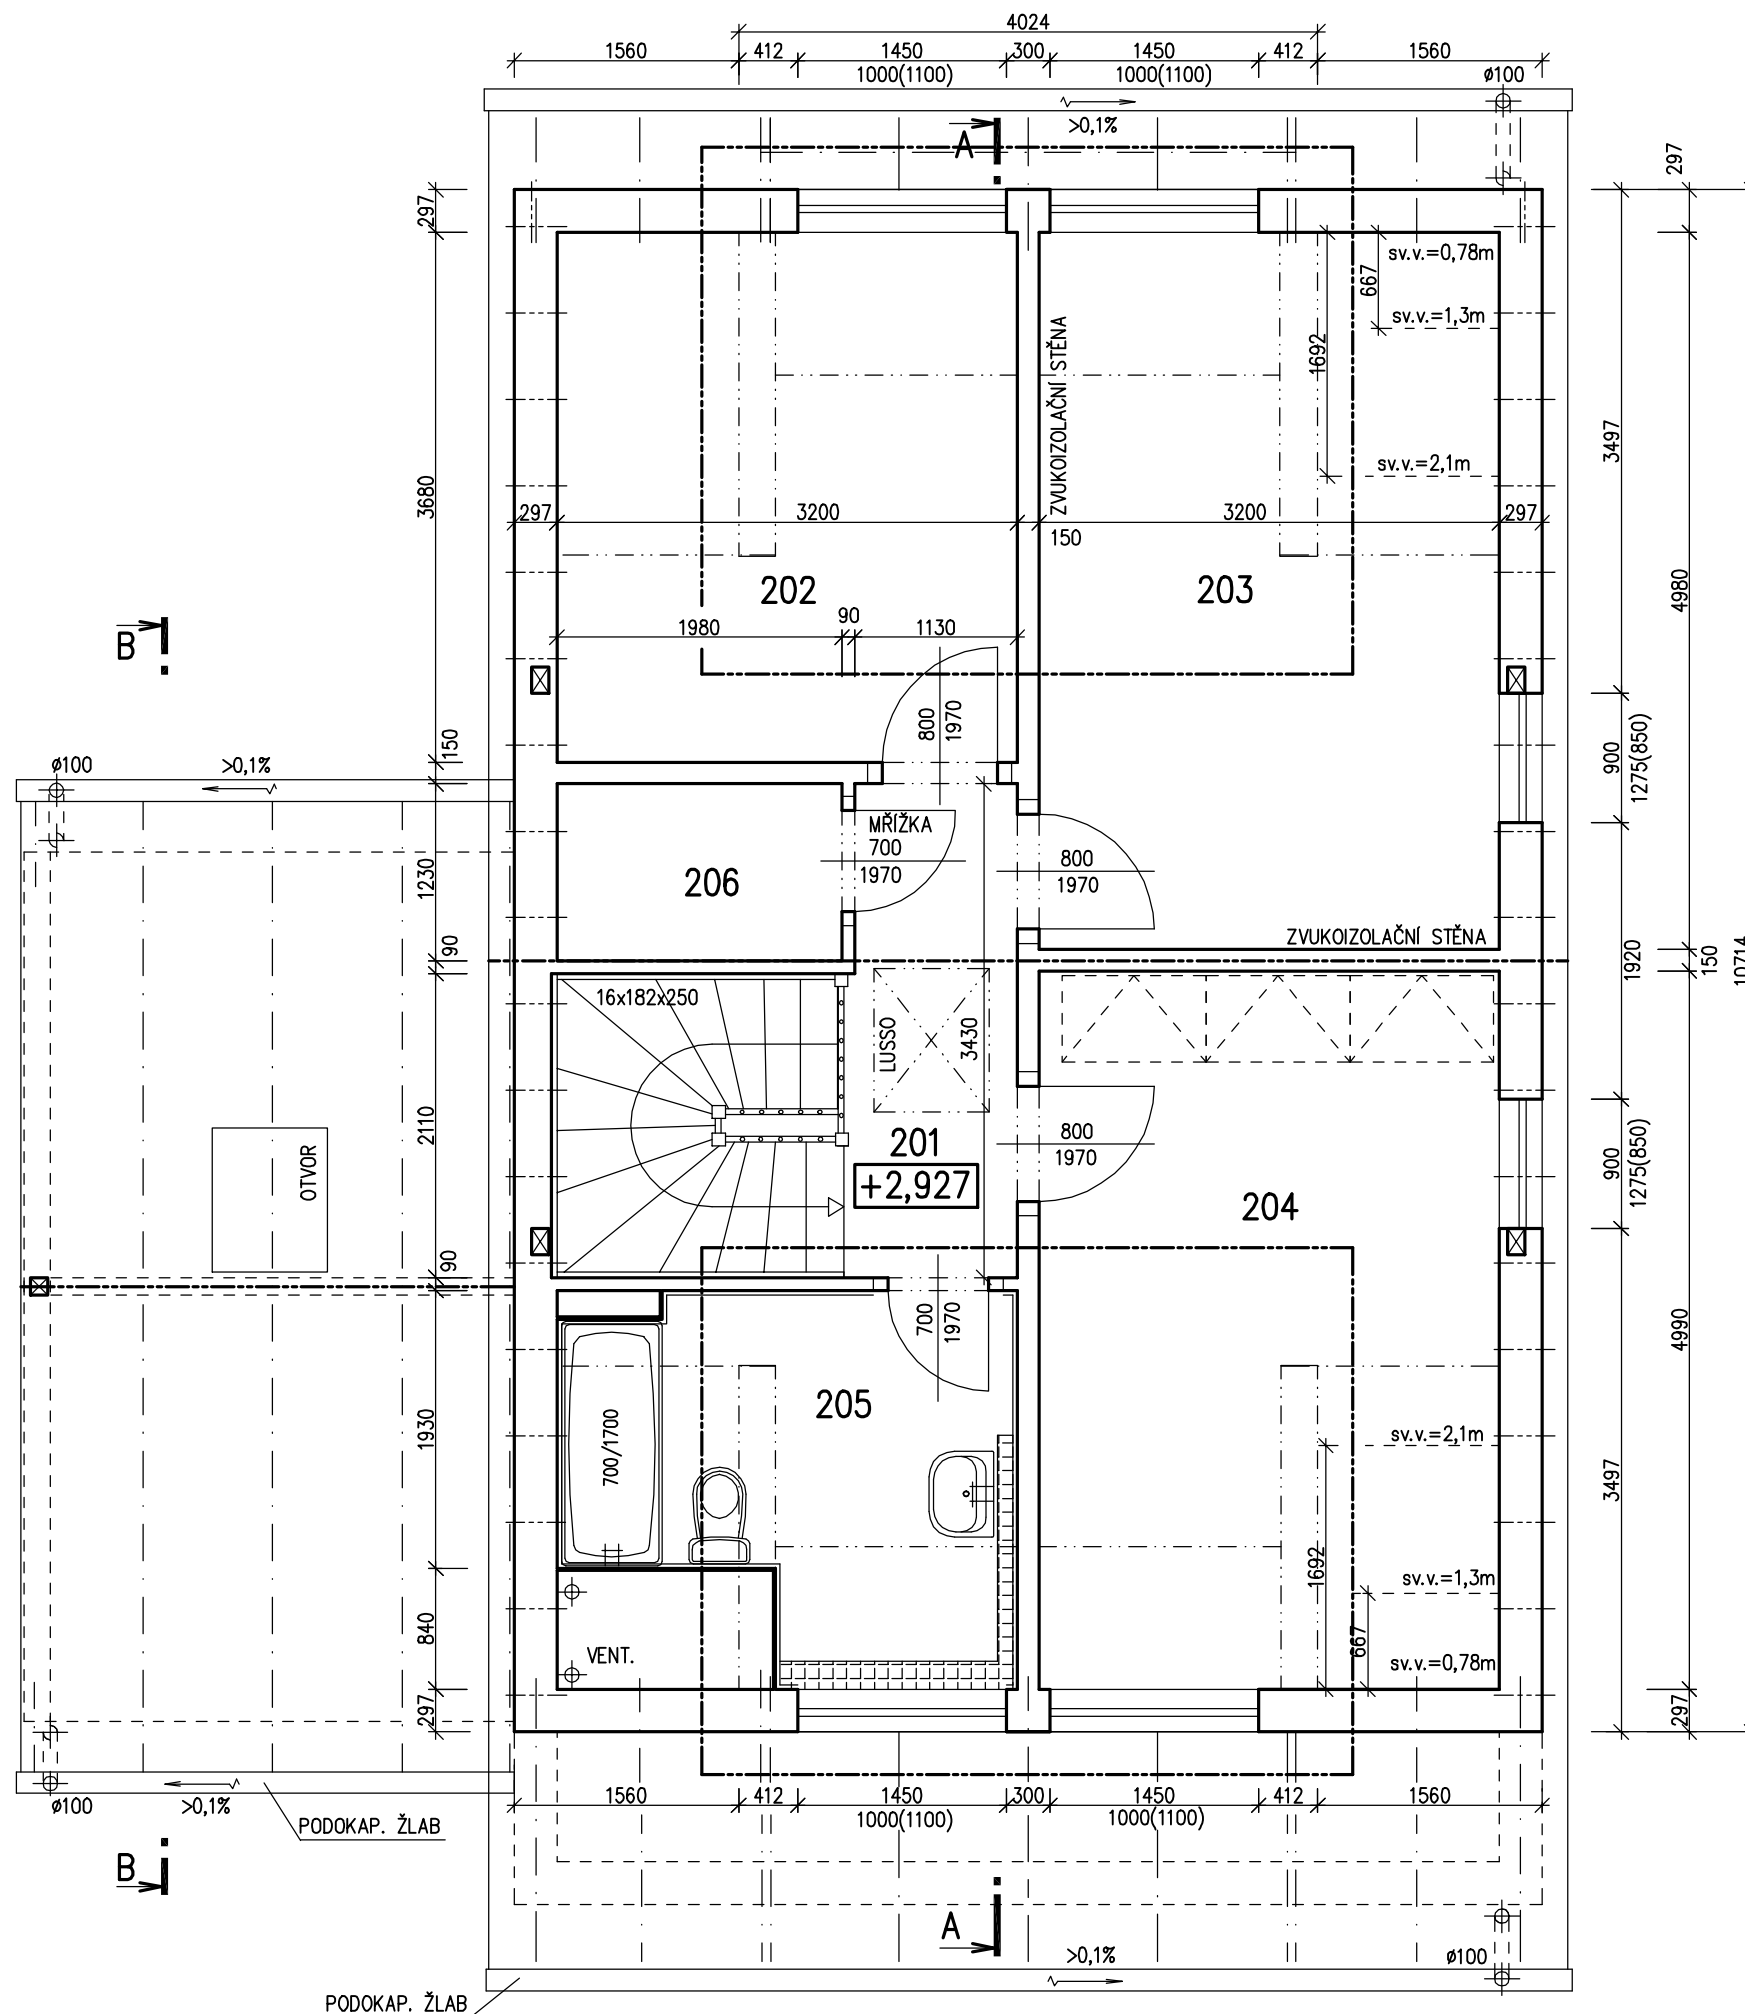 4024
1560 412 1450 300 1450 412 1560
1000(1100) 1000(1100) ø100
>0,1%
A
297
297
sv.v.=0,78m
667
sv.v.=1,3m
1692
ZVUKOIZOLAČNÍ STĚNA
3497
sv.v.=2,1m
3680
297 3200 3200 297
150
202 203
4980
90
1980 1130
B
800
1970
150
900
1275(850)
ø100 >0,1%
MŘÍŽKA
700
1970
800
1970
206
1230
ZVUKOIZOLAČNÍ STĚNA
90
1920
150
10714
16x182x250
LUSSO
3430
2110
201
+2,927
800
1970
900
1275(850)
OTVOR
204
90
700
1970
4990
205
1930
700/1700
sv.v.=2,1m
3497
1692
sv.v.=1,3m
840
VENT.
667
sv.v.=0,78m
297
297
ø100 >0,1%
1560 412 1450 300 1450 412 1560
1000(1100) 1000(1100)
PODOKAP. ŽLAB
B
A
>0,1% ø100
PODOKAP. ŽLAB